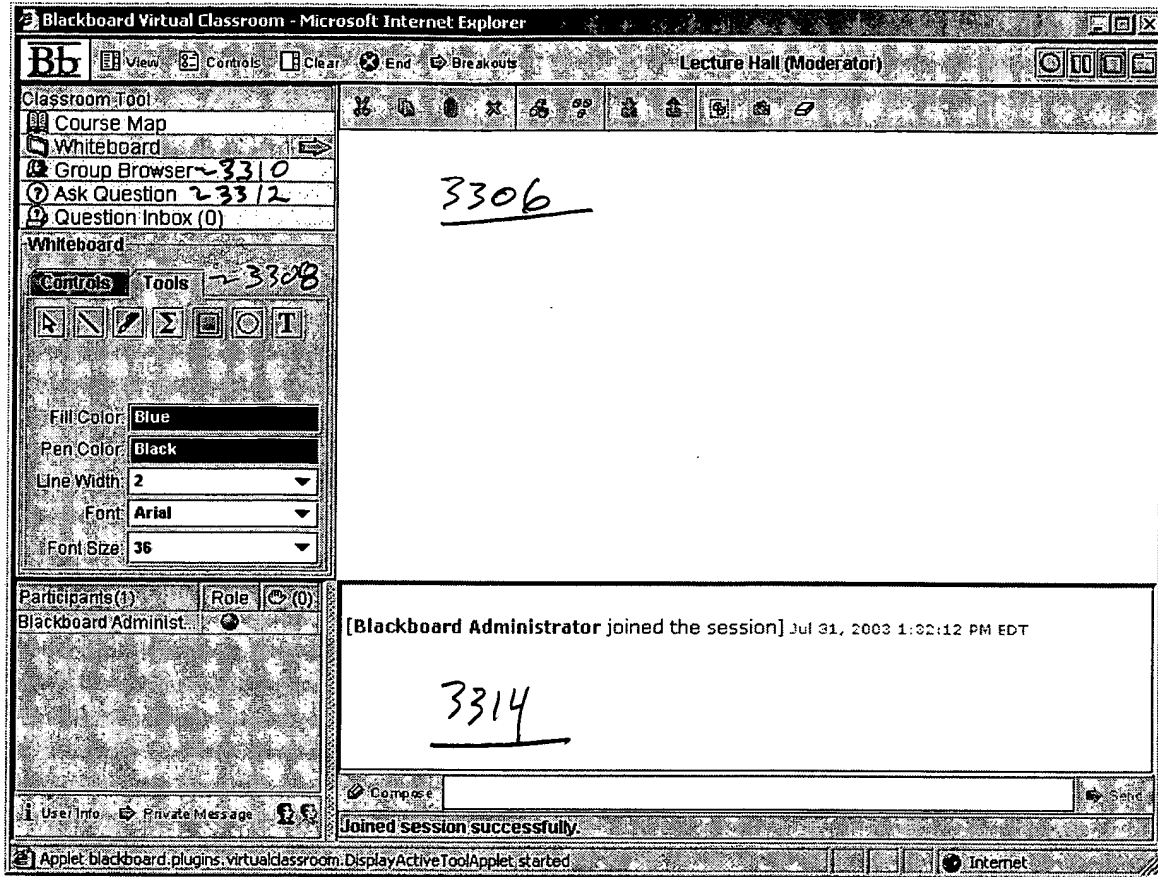 Blackboard Virtual Classroom - Microsoft Internet Explorer
Bb View Controls Clear End Breakouts Lecture Hall (Moderator)
Classroom Tool
Course Map
Whiteboard
Group Browser ~3310
Ask Question ~3312
Question Inbox (0)
Whiteboard
Controls Tools ~3308
Σ T
Fill Color: Blue
Pen Color: Black
Line Width: 2
Font: Arial
Font Size: 36
3306
Participants (1) Role (0)
Blackboard Administ...
[Blackboard Administrator joined the session] Jul 31, 2003 1:32:12 PM EDT
3314
Compose Send
User Info Private Message
Joined session successfully.
Applet blackboard.plugins.virtualclassroom.DisplayActiveToolApplet started Internet